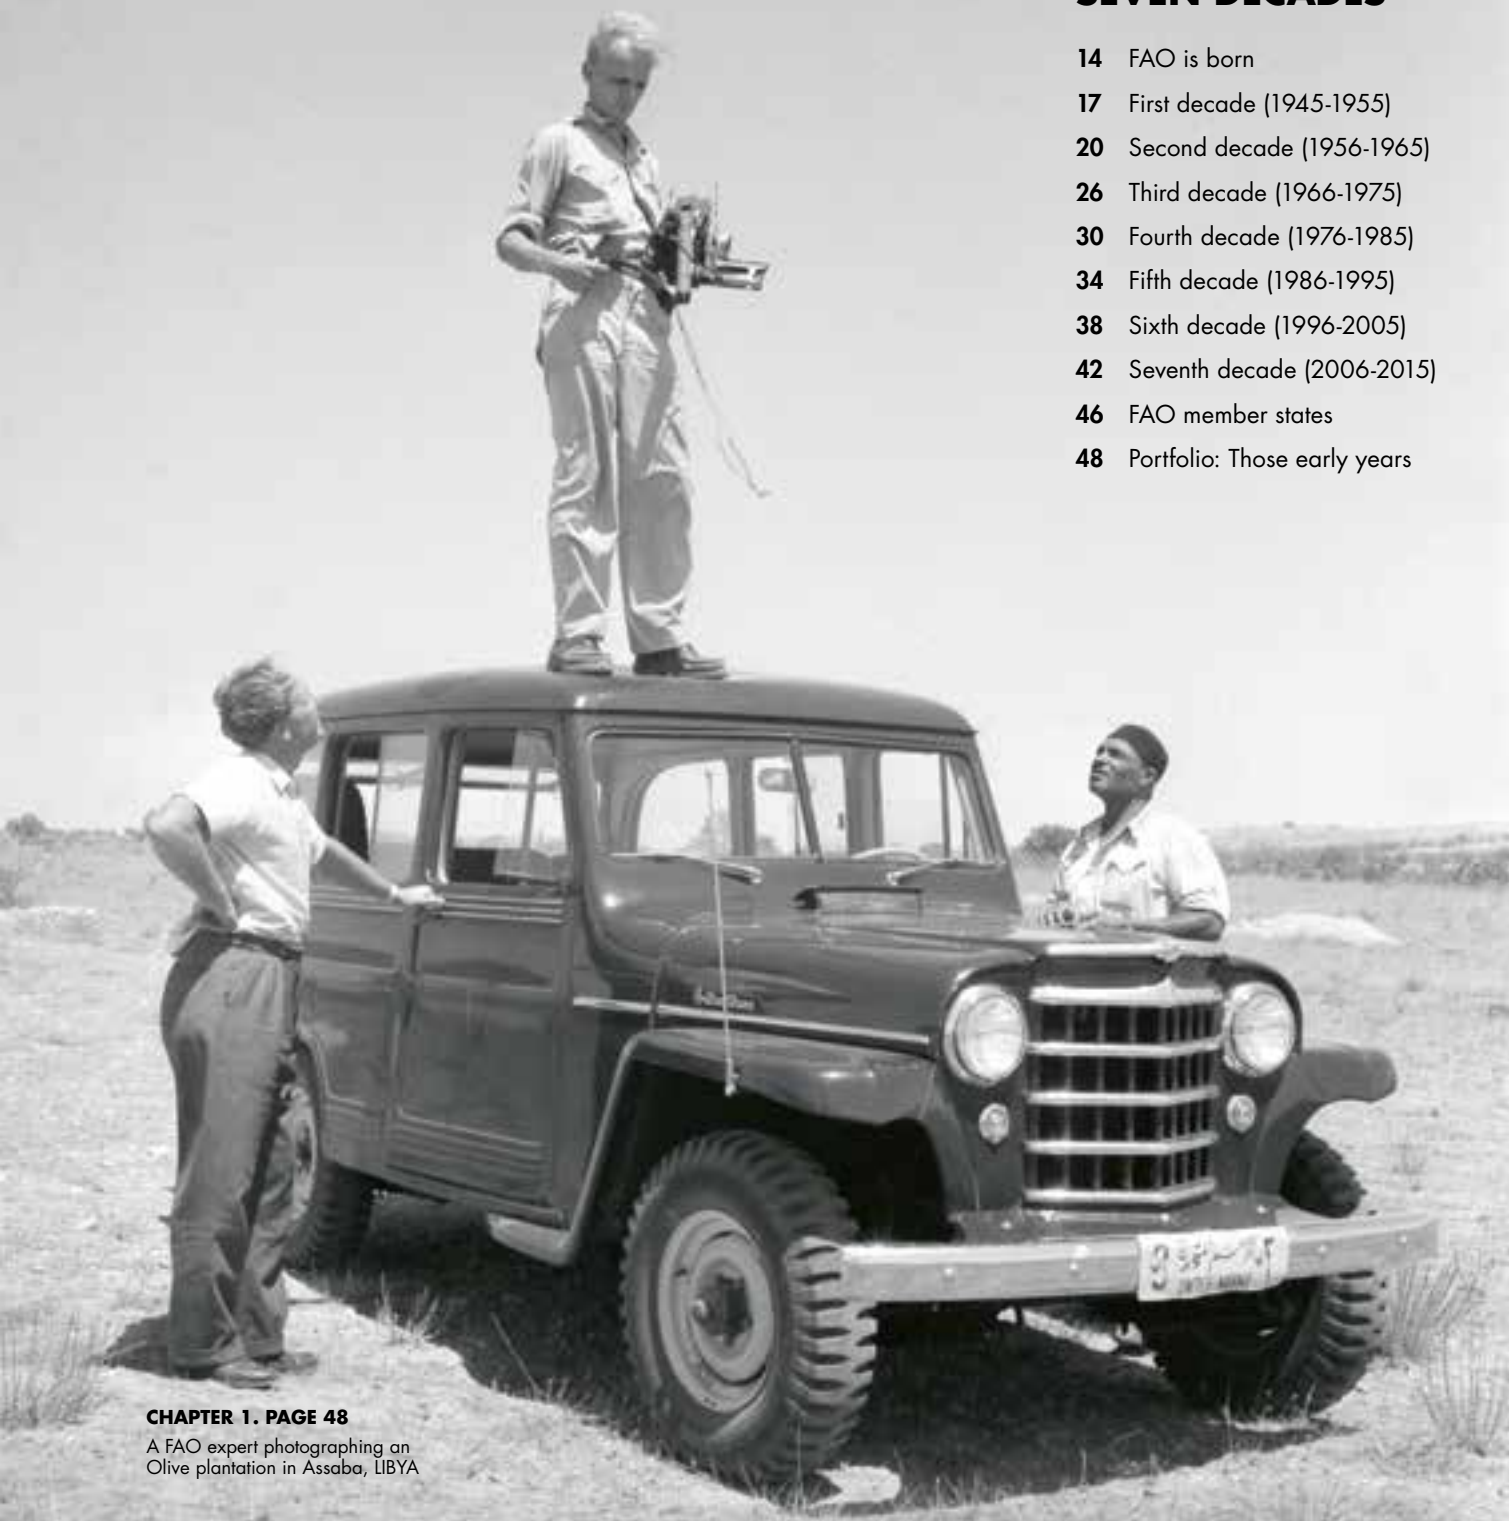 SEVEN DECADES
14 FAO is born
17 First decade (1945-1955)
20 Second decade (1956-1965)
26 Third decade (1966-1975)
30 Fourth decade (1976-1985)
34 Fifth decade (1986-1995)
38 Sixth decade (1996-2005)
42 Seventh decade (2006-2015)
46 FAO member states
48 Portfolio: Those early years
CHAPTER 1. PAGE 48
A FAO expert photographing an
Olive plantation in Assaba, LIBYA